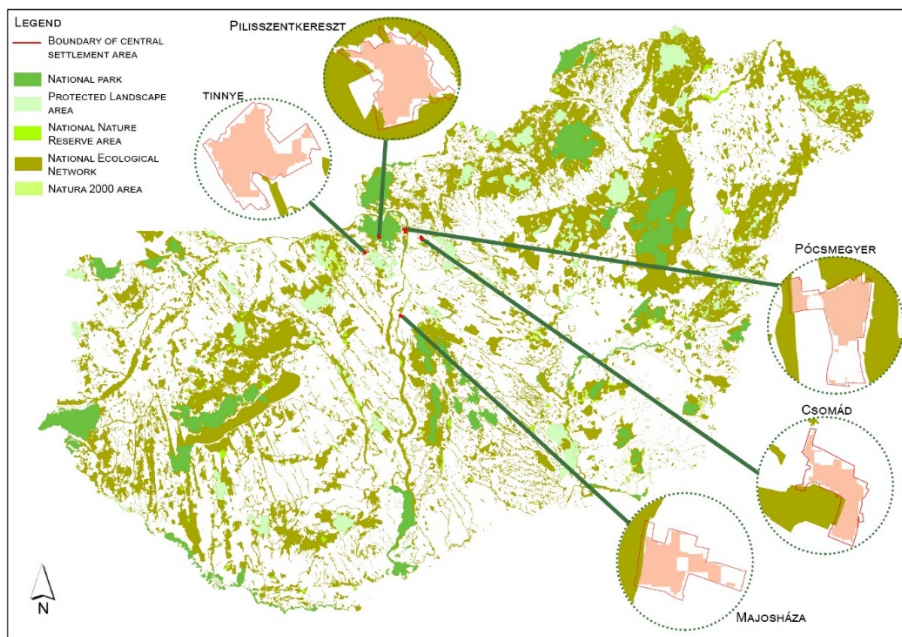 LEGEND
BOUNDARY OF CENTRAL
SETTLEMENT AREA
NATIONAL PARK
PROTECTED LANDSCAPE
AREA
NATIONAL NATURE
RESERVE AREA
NATIONAL ECOLOGICAL
NETWORK
NATURA 2000 AREA
PILISSZENTKERESZT
TINNYE
PÓCSMEGYER
CSOMÁD
MAJOSHÁZA
N